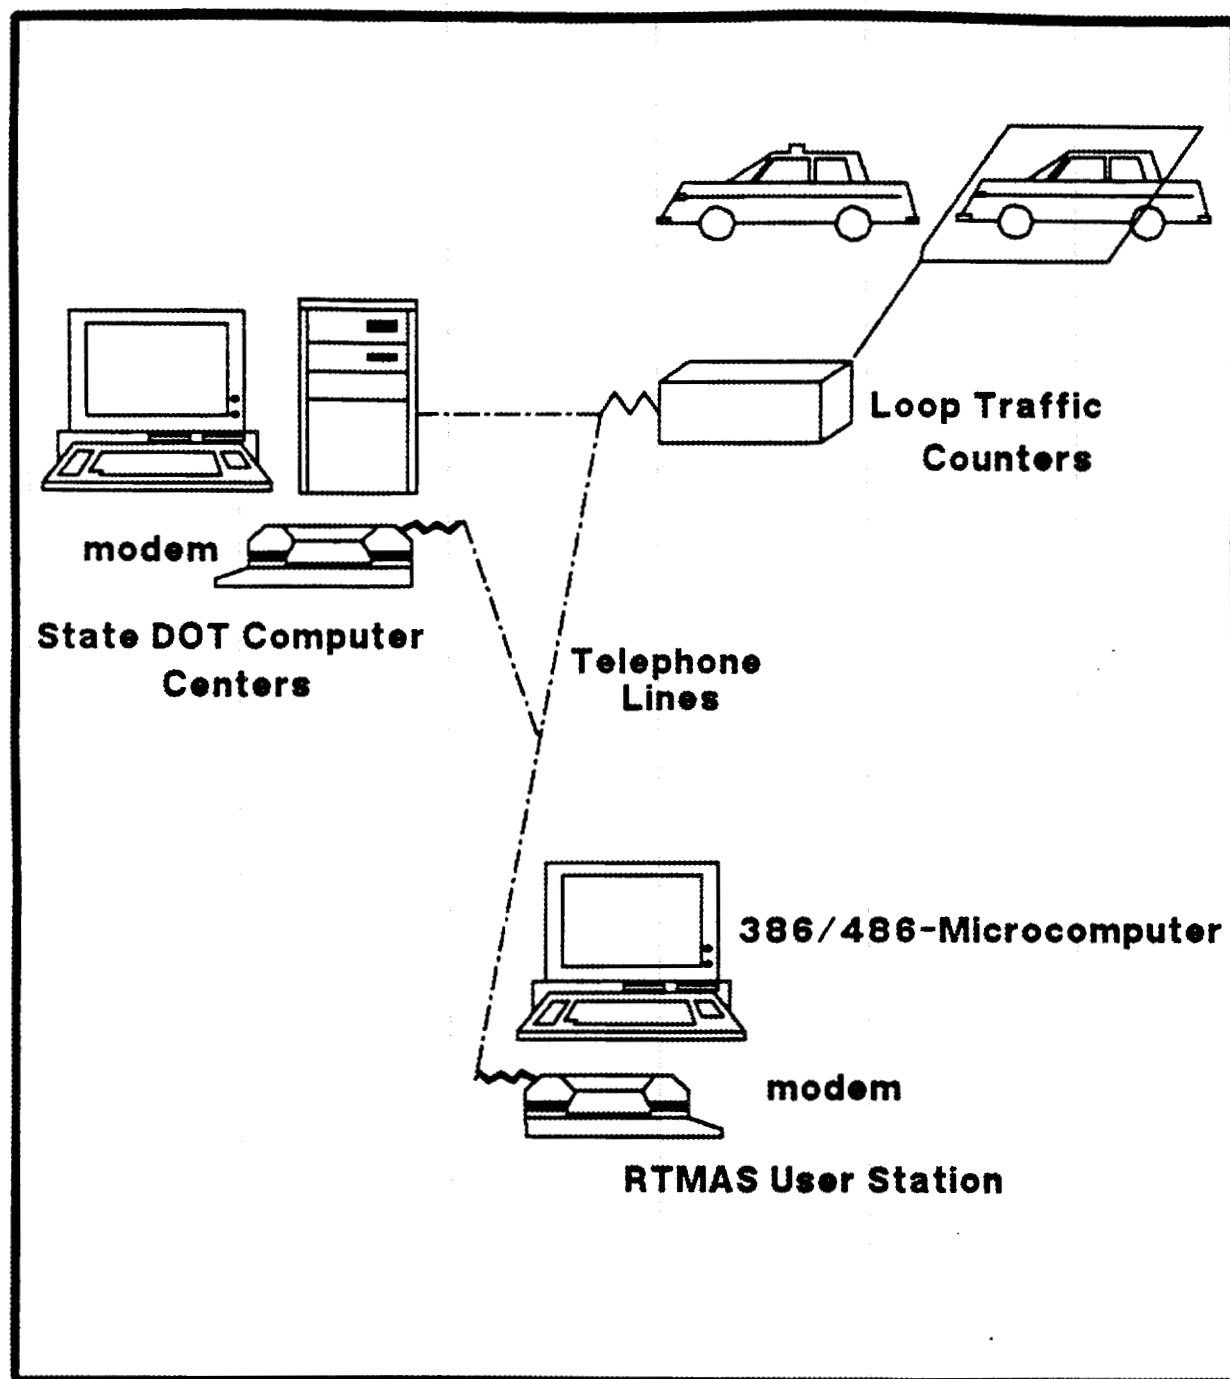 Loop Traffic
Counters
modem
State DOT Computer
Centers
Telephone
Lines
386/486-Microcomputer
modem
RTMAS User Station